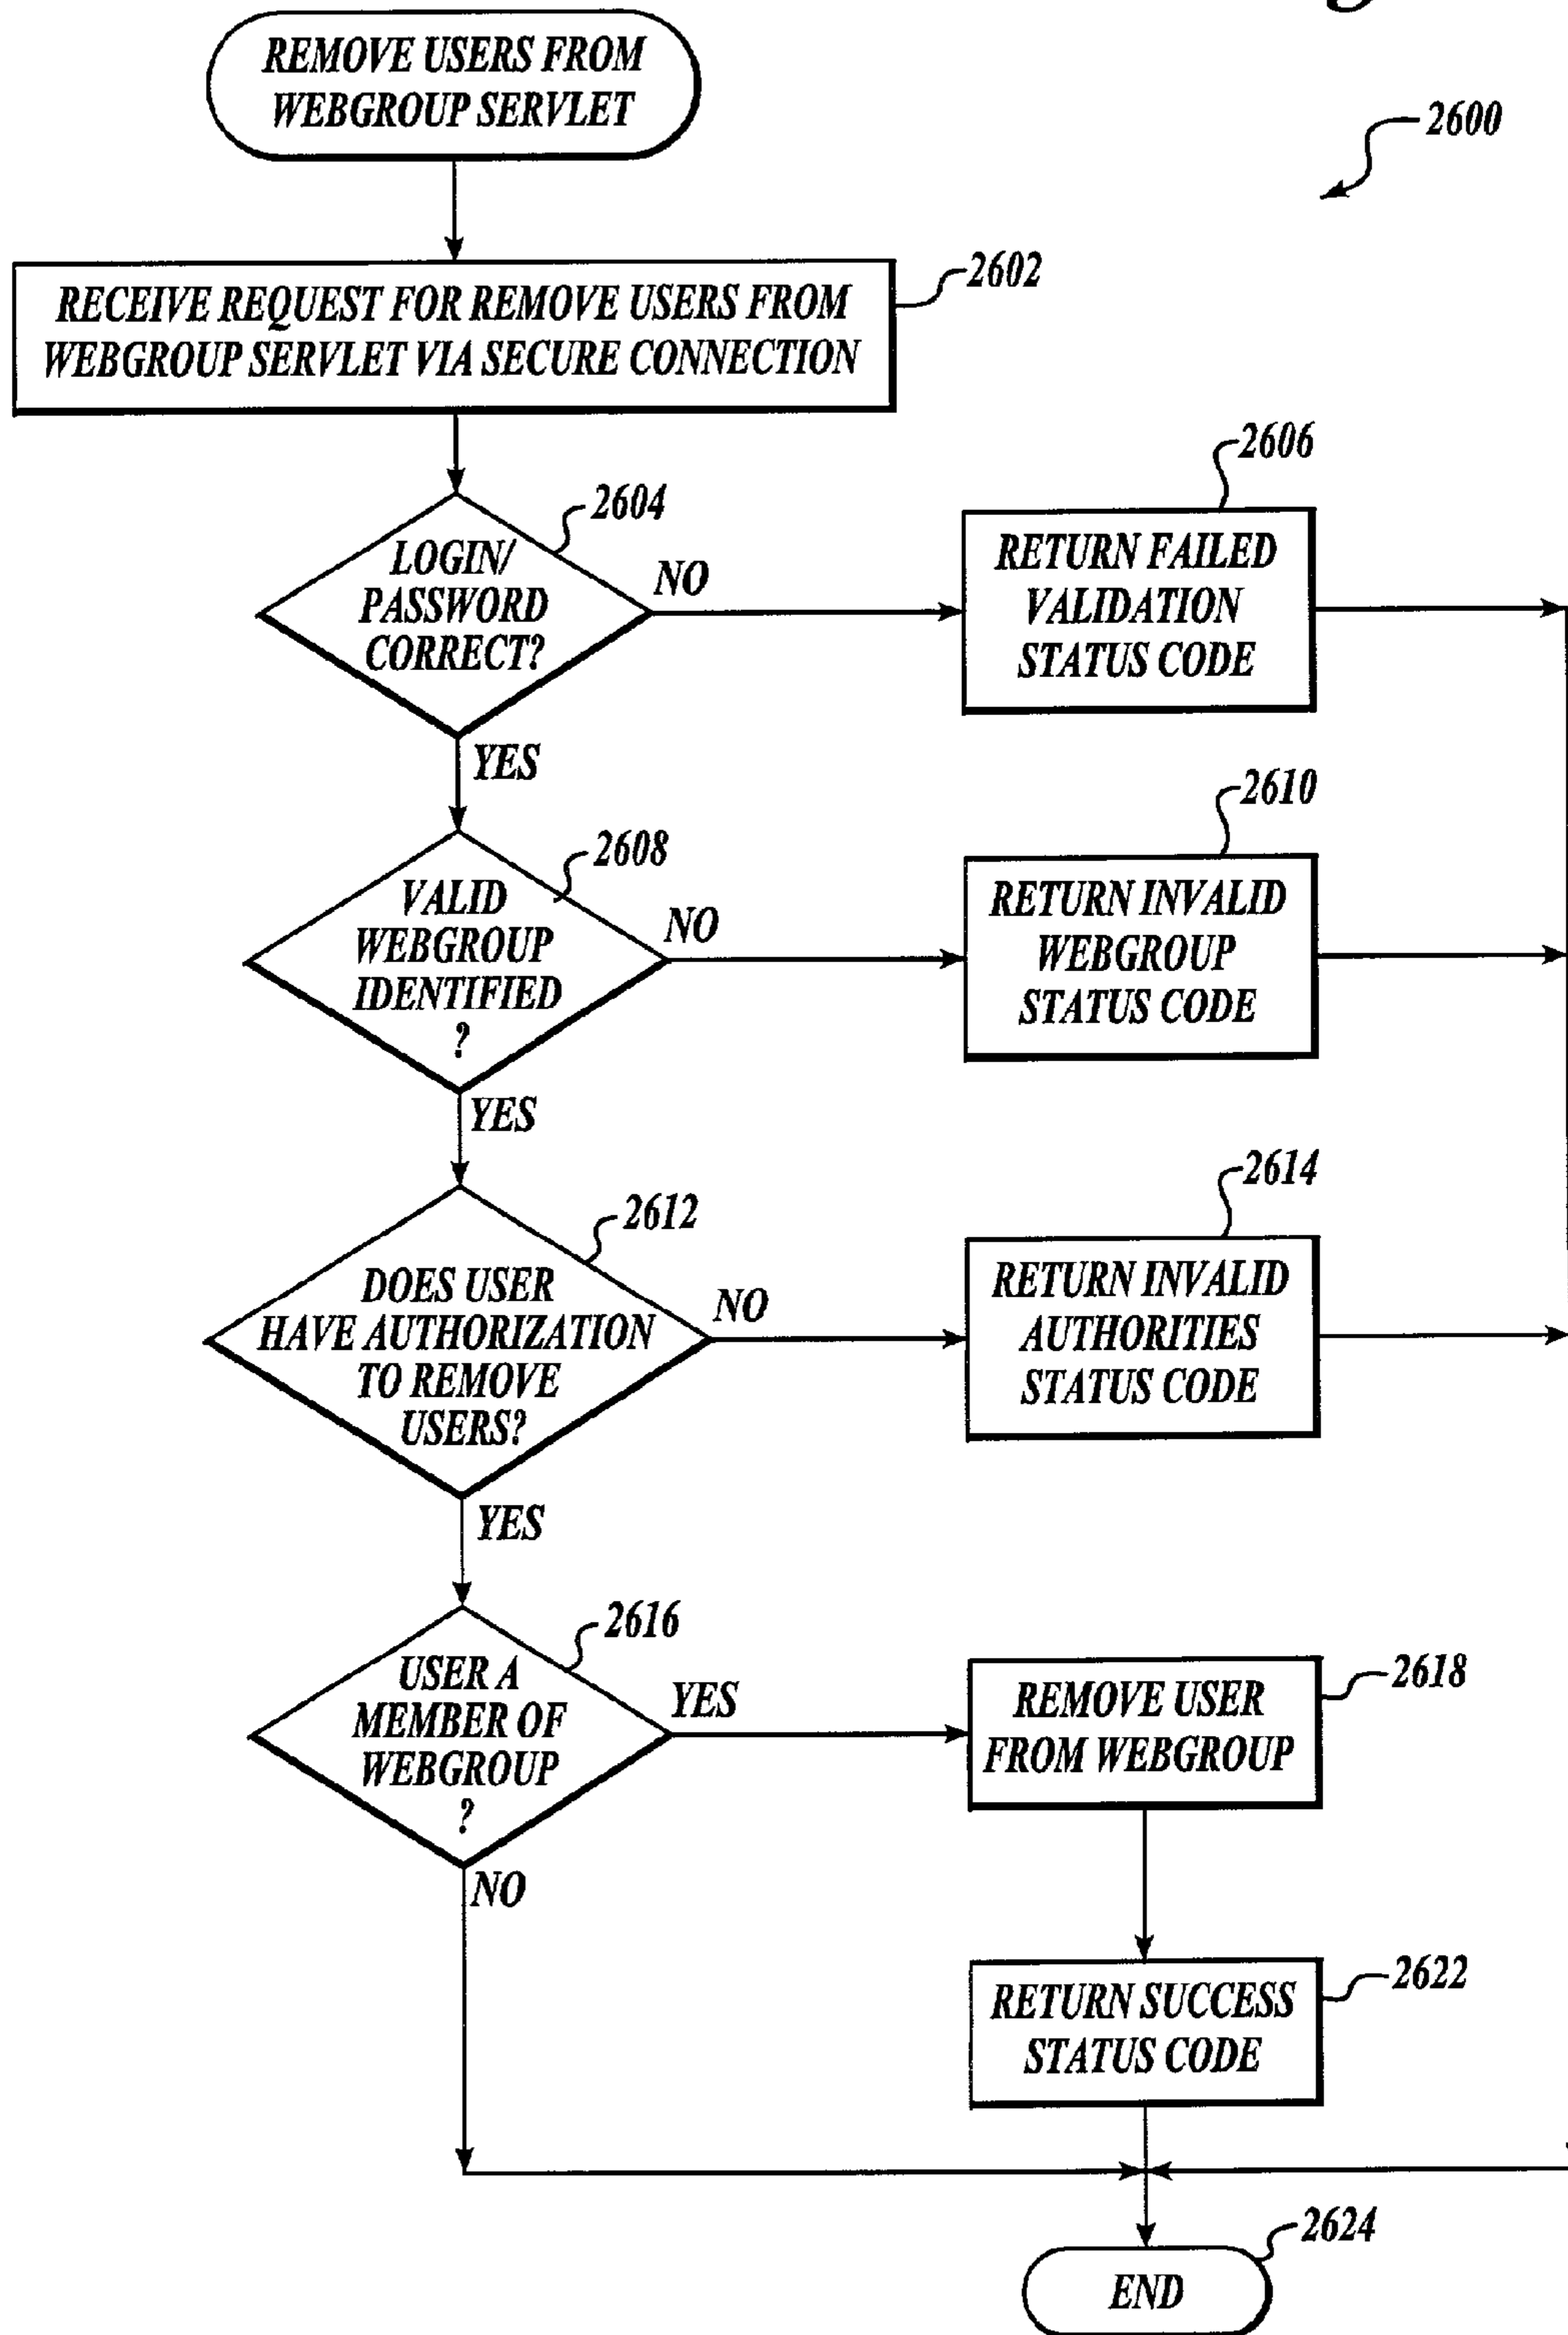 REMOVE USERS FROM
WEBGROUP SERVLET
2600
2602
RECEIVE REQUEST FOR REMOVE USERS FROM
WEBGROUP SERVLET VIA SECURE CONNECTION
2604
LOGIN/
PASSWORD
CORRECT?
NO
2606
RETURN FAILED
VALIDATION
STATUS CODE
YES
2608
VALID
WEBGROUP
IDENTIFIED
?
NO
2610
RETURN INVALID
WEBGROUP
STATUS CODE
YES
2612
DOES USER
HAVE AUTHORIZATION
TO REMOVE
USERS?
NO
2614
RETURN INVALID
AUTHORITIES
STATUS CODE
YES
2616
USER A
MEMBER OF
WEBGROUP
?
YES
2618
REMOVE USER
FROM WEBGROUP
NO
2622
RETURN SUCCESS
STATUS CODE
2624
END